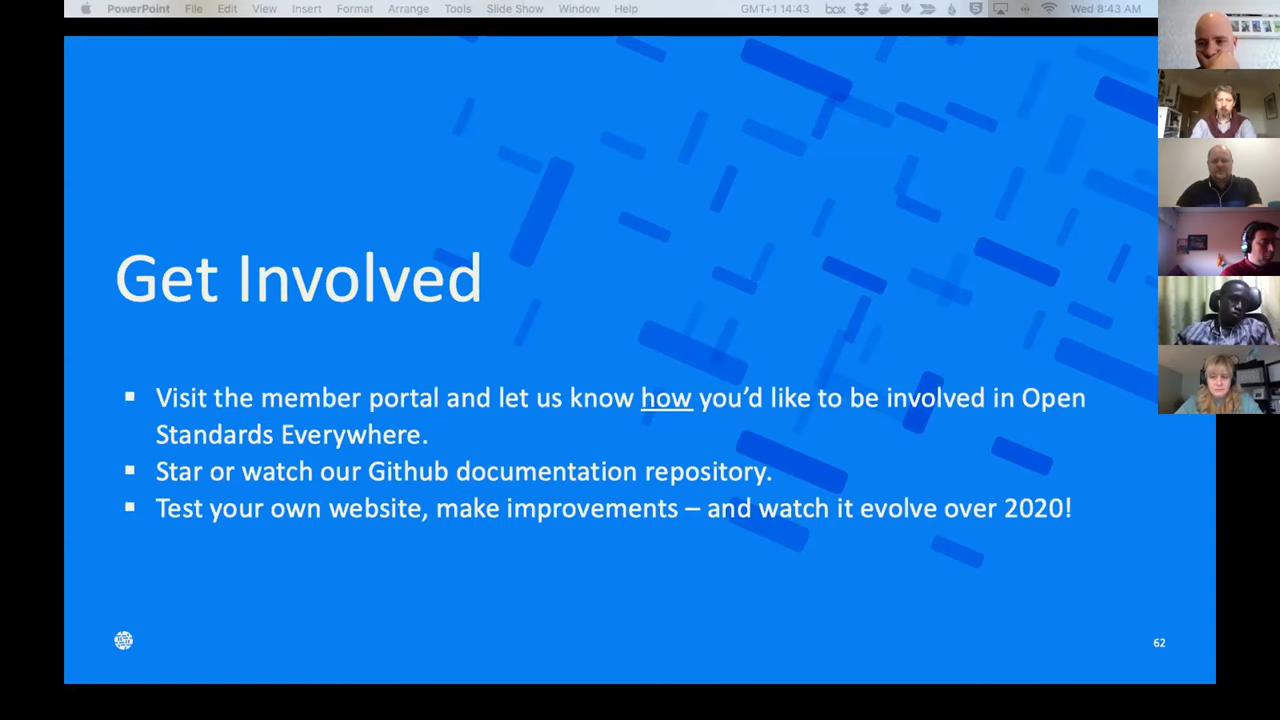 PowerPoint File Edit View Insert Format Arrange Tools Slide Show Window Help GMT+1 14:43 box Wed 8:43 AM
Get Involved
▪ Visit the member portal and let us know how you’d like to be involved in Open
Standards Everywhere.
▪ Star or watch our Github documentation repository.
▪ Test your own website, make improvements – and watch it evolve over 2020!
62